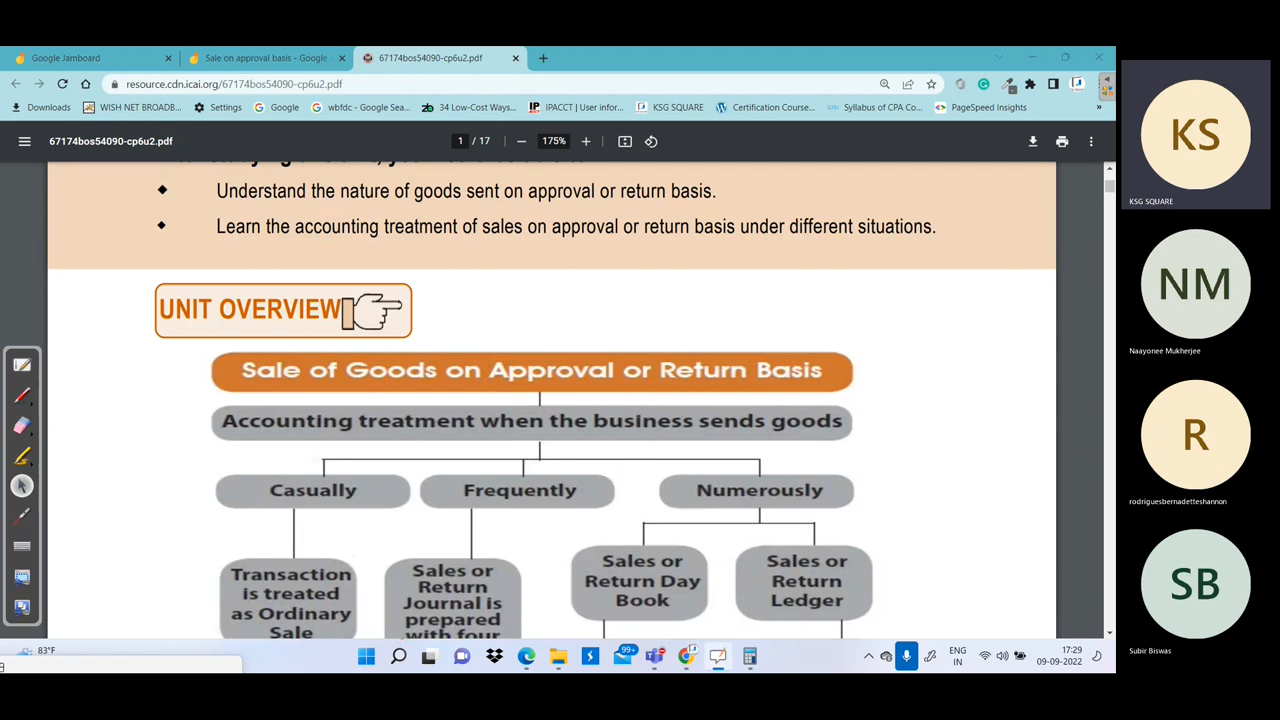 Google Jamboard
Sale on approval basis - Google
67174bos54090-cp6u2.pdf
resource.cdn.icai.org/67174bos54090-cp6u2.pdf
Downloads
WISH NET BROADB...
Settings
Google
wbfdc - Google Sea...
34 Low-Cost Ways...
IPACCT | User infor...
KSG SQUARE
Certification Course...
Syllabus of CPA Co...
PageSpeed Insights
»
67174bos54090-cp6u2.pdf
1 / 17
175%
Understand the nature of goods sent on approval or return basis.
Learn the accounting treatment of sales on approval or return basis under different situations.
UNIT OVERVIEW
Sale of Goods on Approval or Return Basis
Accounting treatment when the business sends goods
Casually
Frequently
Numerously
Transaction
is treated
as Ordinary
Sale
Sales or
Return
Journal is
prepared
with four
Sales or
Return Day
Book
Sales or
Return
Ledger
83°F
99+
ENG
IN
17:29
09-09-2022
KS
KSG SQUARE
NM
Naayonee Mukherjee
R
rodriguesbernadetteshannon
SB
Subir Biswas